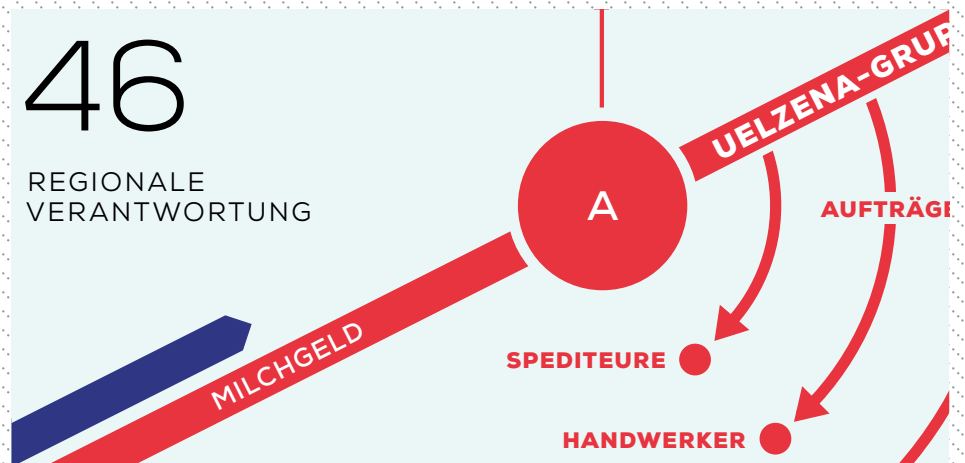 46
REGIONALE
VERANTWORTUNG
UELZENA-GRUP
A
AUFTRÄGE
MILCHGELD
SPEDITEURE
HANDWERKER